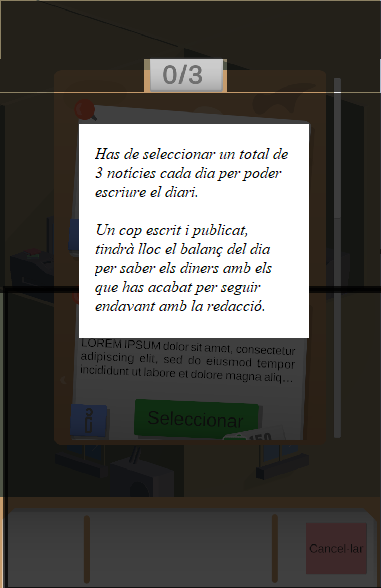 0/3
Has de seleccionar un total de
3 notícies cada dia per poder
escriure el diari.
Un cop escrit i publicat,
tindrà lloc el balanç del dia
per saber els diners amb els
que has acabat per seguir
endavant amb la redacció.
LOREM IPSUM dolor sit amet, consectetur
adipiscing elit, sed do eiusmod tempor
incididunt ut labore et dolore magna aliq...
Seleccionar
Cancel·lar